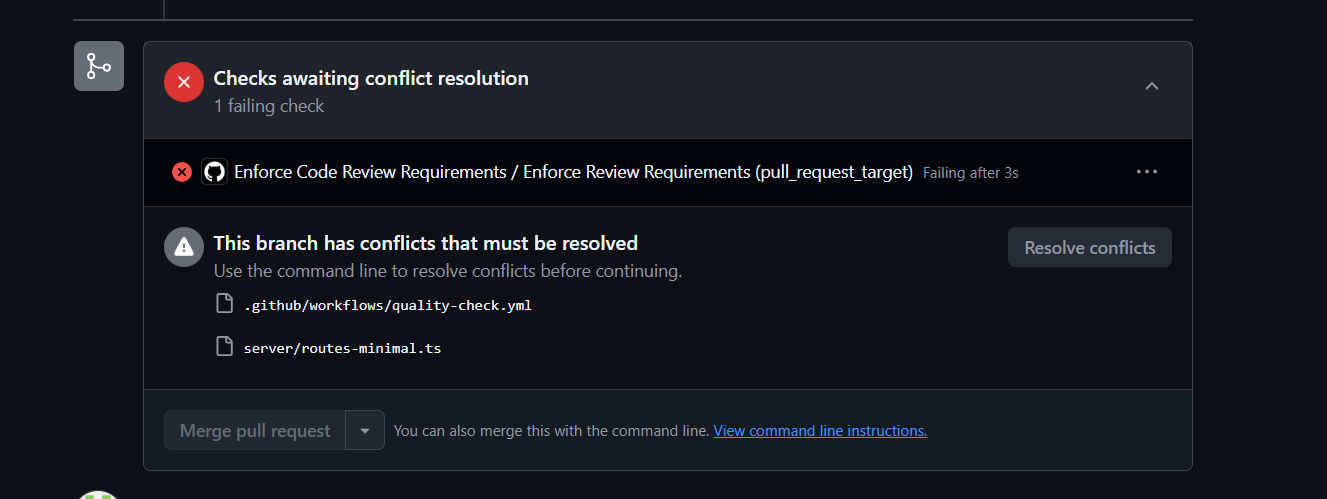 Checks awaiting conflict resolution
1 failing check
Enforce Code Review Requirements / Enforce Review Requirements (pull_request_target) Failing after 3s
This branch has conflicts that must be resolved
Resolve conflicts
Use the command line to resolve conflicts before continuing.
.github/workflows/quality-check.yml
server/routes-minimal.ts
Merge pull request
You can also merge this with the command line. View command line instructions.